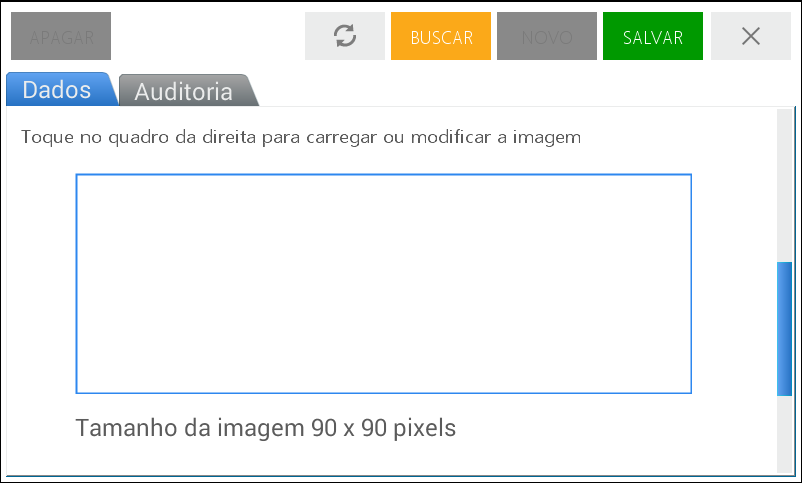 APAGAR BUSCAR NOVO SALVAR
Dados Auditoria
Toque no quadro da direita para carregar ou modificar a imagem
Tamanho da imagem 90 x 90 pixels